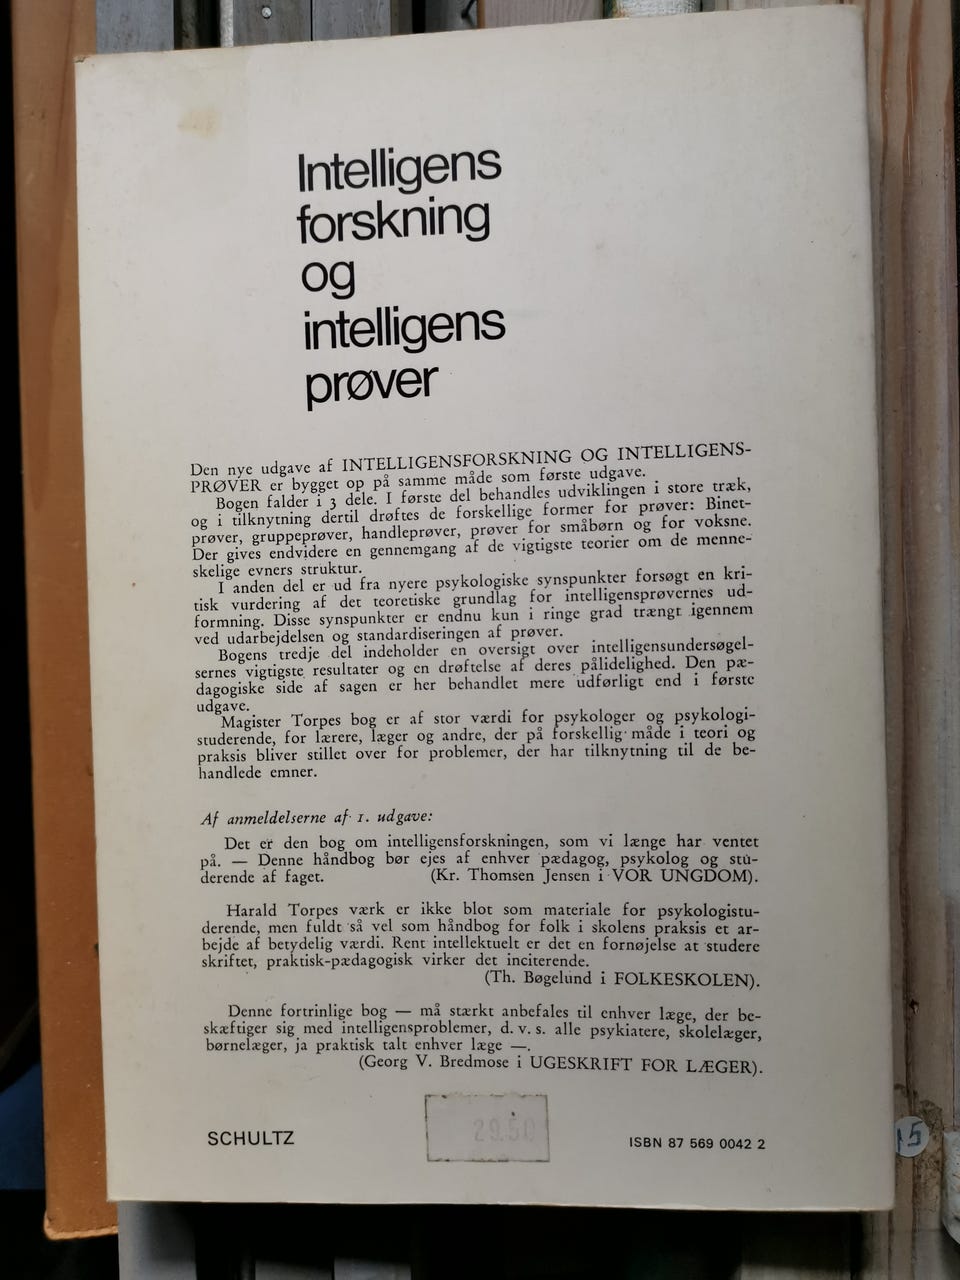 Intelligens
forskning
og
intelligens
prøver
Den nye udgave af INTELLIGENSFORSKNING OG INTELLIGENS-
PRØVER er bygget op på samme måde som første udgave.
Bogen falder i 3 dele. I første del behandles udviklingen i store træk,
og i tilknytning dertil drøftes de forskellige former for prøver: Binet-
prøver, gruppeprøver, handleprøver, prøver for småbørn og for voksne.
Der gives endvidere en gennemgang af de vigtigste teorier om de menne-
skelige evners struktur.
I anden del er ud fra nyere psykologiske synspunkter forsøgt en kri-
tisk vurdering af det teoretiske grundlag for intelligensprøvernes ud-
formning. Disse synspunkter er endnu kun i ringe grad trængt igennem
ved udarbejdelsen og standardiseringen af prøver.
Bogens tredje del indeholder en oversigt over intelligensundersøgel-
sernes vigtigste resultater og en drøftelse af deres pålidelighed. Den pæ-
dagogiske side af sagen er her behandlet mere udførligt end i første
udgave.
Magister Torpes bog er af stor værdi for psykologer og psykologi-
studerende, for lærere, læger og andre, der på forskellig måde i teori og
praksis bliver stillet over for problemer, der har tilknytning til de be-
handlede emner.
Af anmeldelserne af 1. udgave:
Det er den bog om intelligensforskningen, som vi længe har ventet
på. — Denne håndbog bør ejes af enhver pædagog, psykolog og stu-
derende af faget. (Kr. Thomsen Jensen i VOR UNGDOM).
Harald Torpes værk er ikke blot som materiale for psykologistu-
derende, men fuldt så vel som håndbog for folk i skolens praksis et ar-
bejde af betydelig værdi. Rent intellektuelt er det en fornøjelse at studere
skriftet, praktisk-pædagogisk virker det inciterende.
(Th. Bøgelund i FOLKESKOLEN).
Denne fortrinlige bog — må stærkt anbefales til enhver læge, der be-
skæftiger sig med intelligensproblemer, d. v. s. alle psykiatere, skolelæger,
børnelæger, ja praktisk talt enhver læge —.
(Georg V. Bredmose i UGESKRIFT FOR LÆGER).
29.50
SCHULTZ
ISBN 87 569 0042 2
15